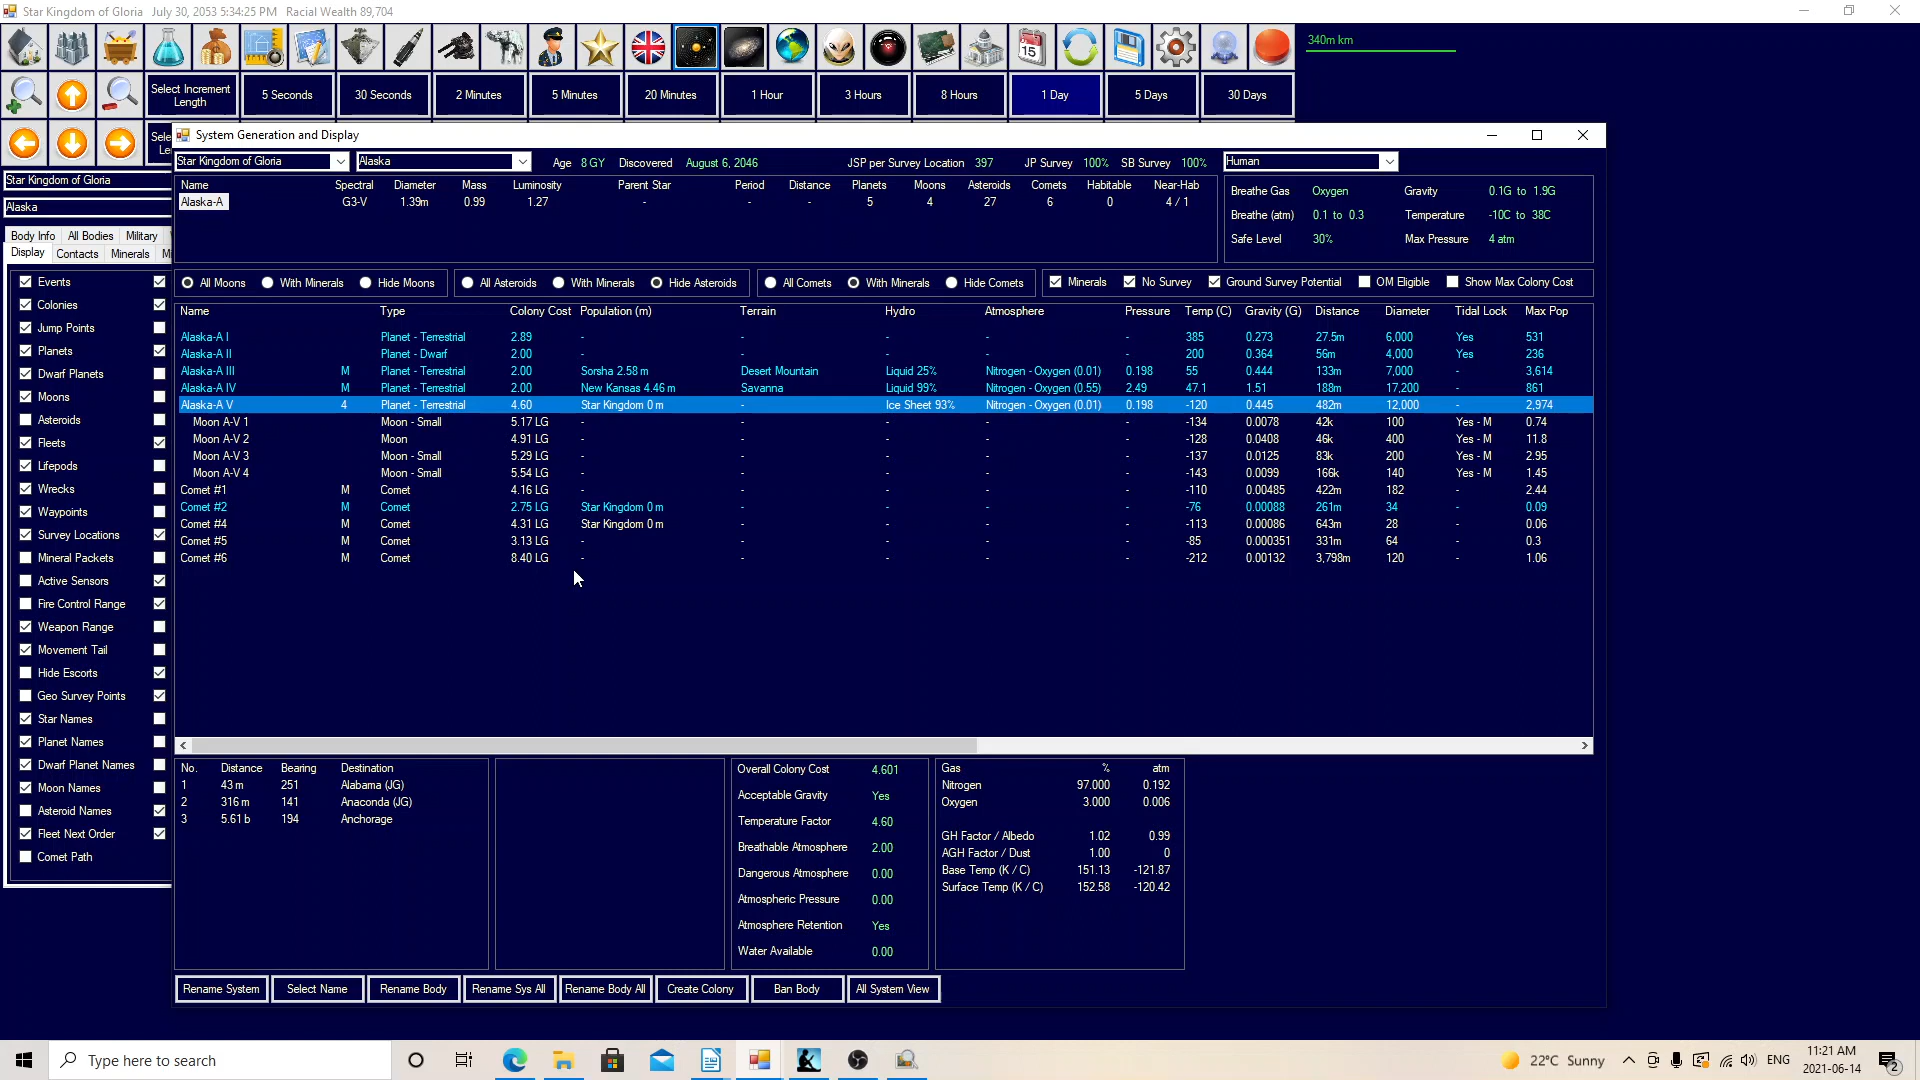 Star Kingdom of Gloria   July 30, 2053 5:34:25 PM   Racial Wealth 89,704
340m km
Select Increment Length   5 Seconds   30 Seconds   2 Minutes   5 Minutes   20 Minutes   1 Hour   3 Hours   8 Hours   1 Day   5 Days   30 Days
Sele
Le
System Generation and Display
Star Kingdom of Gloria
Alaska
Body Info   All Bodies   Military
Display   Contacts   Minerals   M
Events
Colonies
Jump Points
Planets
Dwarf Planets
Moons
Asteroids
Fleets
Lifepods
Wrecks
Waypoints
Survey Locations
Mineral Packets
Active Sensors
Fire Control Range
Weapon Range
Movement Tail
Hide Escorts
Geo Survey Points
Star Names
Planet Names
Dwarf Planet Names
Moon Names
Asteroid Names
Fleet Next Order
Comet Path
Star Kingdom of Gloria   Alaska   Age 8 GY   Discovered August 6, 2046   JSP per Survey Location 397   JP Survey 100%   SB Survey 100%   Human
Name   Spectral   Diameter   Mass   Luminosity   Parent Star   Period   Distance   Planets   Moons   Asteroids   Comets   Habitable   Near-Hab
Alaska-A   G3-V   1.39m   0.99   1.27   -   -   -   5   4   27   6   0   4 / 1
Breathe Gas   Oxygen   Gravity   0.1G to 1.9G
Breathe (atm)   0.1 to 0.3   Temperature   -10C to 38C
Safe Level   30%   Max Pressure   4 atm
All Moons   With Minerals   Hide Moons   All Asteroids   With Minerals   Hide Asteroids   All Comets   With Minerals   Hide Comets   Minerals   No Survey   Ground Survey Potential   OM Eligible   Show Max Colony Cost
Name   Type   Colony Cost   Population (m)   Terrain   Hydro   Atmosphere   Pressure   Temp (C)   Gravity (G)   Distance   Diameter   Tidal Lock   Max Pop
Alaska-A I   Planet - Terrestrial   2.89   -   -   -   -   -   385   0.273   27.5m   6,000   Yes   531
Alaska-A II   Planet - Dwarf   2.00   -   -   -   -   -   200   0.364   56m   4,000   Yes   236
Alaska-A III   M   Planet - Terrestrial   2.00   Sorsha 2.58 m   Desert Mountain   Liquid 25%   Nitrogen - Oxygen (0.01)   0.198   55   0.444   133m   7,000   -   3,614
Alaska-A IV   M   Planet - Terrestrial   2.00   New Kansas 4.46 m   Savanna   Liquid 99%   Nitrogen - Oxygen (0.55)   2.49   47.1   1.51   188m   17,200   -   861
Alaska-A V   4   Planet - Terrestrial   4.60   Star Kingdom 0 m   -   Ice Sheet 93%   Nitrogen - Oxygen (0.01)   0.198   -120   0.445   482m   12,000   -   2,974
Moon A-V 1   Moon - Small   5.17 LG   -   -   -   -   -   -134   0.0078   42k   100   Yes - M   0.74
Moon A-V 2   Moon   4.91 LG   -   -   -   -   -   -128   0.0408   46k   400   Yes - M   11.8
Moon A-V 3   Moon - Small   5.29 LG   -   -   -   -   -   -137   0.0125   83k   200   Yes - M   2.95
Moon A-V 4   Moon - Small   5.54 LG   -   -   -   -   -   -143   0.0099   166k   140   Yes - M   1.45
Comet #1   M   Comet   4.16 LG   -   -   -   -   -   -110   0.00485   422m   182   -   2.44
Comet #2   M   Comet   2.75 LG   Star Kingdom 0 m   -   -   -   -   -76   0.00088   261m   34   -   0.09
Comet #4   M   Comet   4.31 LG   Star Kingdom 0 m   -   -   -   -   -113   0.00086   643m   28   -   0.06
Comet #5   M   Comet   3.13 LG   -   -   -   -   -   -85   0.000351   331m   64   -   0.3
Comet #6   M   Comet   8.40 LG   -   -   -   -   -   -212   0.00132   3,798m   120   -   1.06
No.   Distance   Bearing   Destination
1   43 m   251   Alabama (JG)
2   316 m   141   Anaconda (JG)
3   5.61 b   194   Anchorage
Overall Colony Cost   4.601
Acceptable Gravity   Yes
Temperature Factor   4.60
Breathable Atmosphere   2.00
Dangerous Atmosphere   0.00
Atmospheric Pressure   0.00
Atmosphere Retention   Yes
Water Available   0.00
Gas   %   atm
Nitrogen   97.000   0.192
Oxygen   3.000   0.006
GH Factor / Albedo   1.02   0.99
AGH Factor / Dust   1.00   0
Base Temp (K / C)   151.13   -121.87
Surface Temp (K / C)   152.58   -120.42
Rename System   Select Name   Rename Body   Rename Sys All   Rename Body All   Create Colony   Ban Body   All System View
Type here to search
22°C Sunny
ENG
11:21 AM
2021-06-14
2